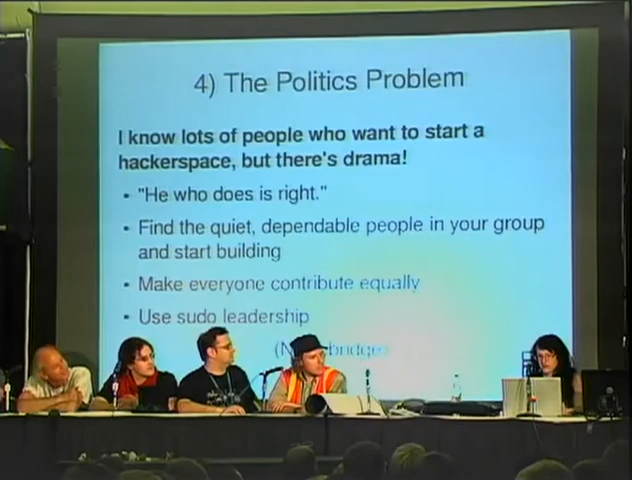 4) The Politics Problem
I know lots of people who want to start a
hackerspace, but there's drama!
• "He who does is right."
• Find the quiet, dependable people in your group
and start building
• Make everyone contribute equally
• Use sudo leadership